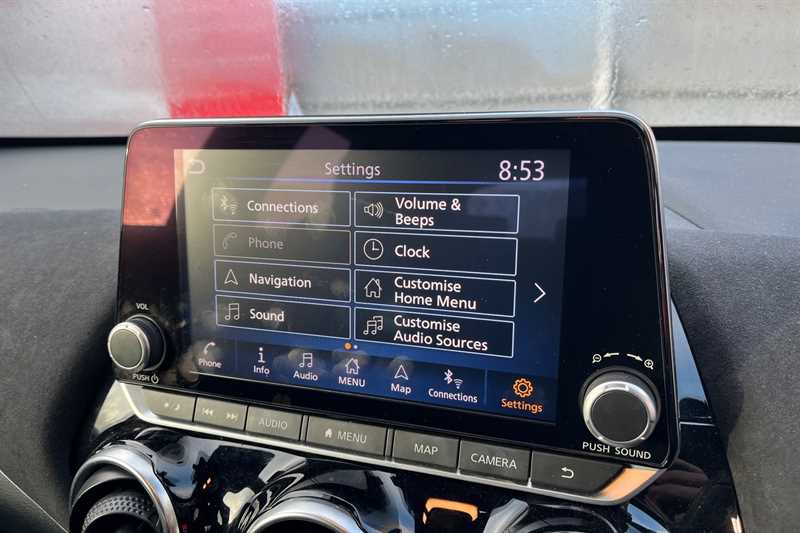 Settings
8:53
Connections
Volume &
Beeps
Phone
Clock
Navigation
Customise
Home Menu
Sound
Customise
Audio Sources
Phone
Info
Audio
MENU
Map
Connections
Settings
VOL
PUSH
PUSH SOUND
AUDIO
MENU
MAP
CAMERA